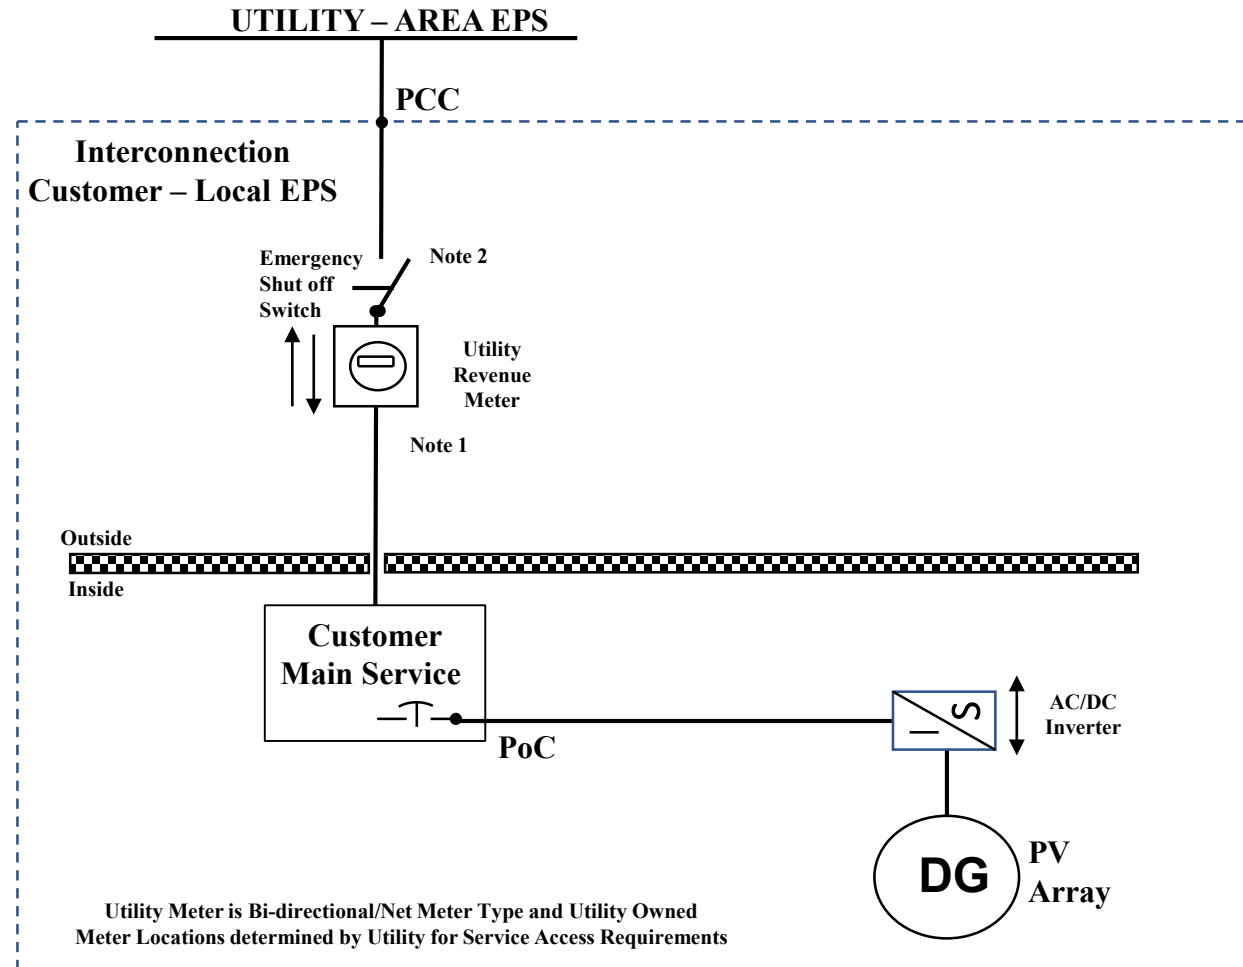 UTILITY – AREA EPS
PCC
Interconnection
Customer – Local EPS
Emergency
Shut off
Switch
Note 2
Utility
Revenue
Meter
Note 1
Outside
Inside
Customer
Main Service
PoC
AC/DC
Inverter
DG
PV
Array
Utility Meter is Bi-directional/Net Meter Type and Utility Owned
Meter Locations determined by Utility for Service Access Requirements